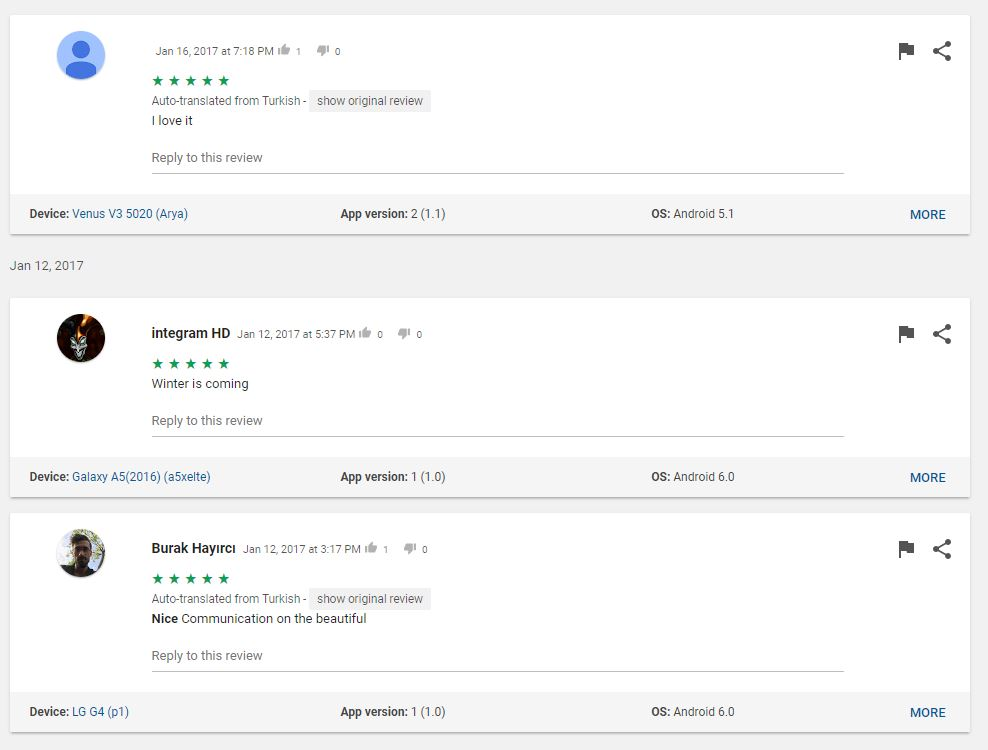 Jan 16, 2017 at 7:18 PM 1 0
Auto-translated from Turkish - show original review
I love it
Reply to this review
Device: Venus V3 5020 (Arya) App version: 2 (1.1) OS: Android 5.1 MORE
Jan 12, 2017
integram HD Jan 12, 2017 at 5:37 PM 0 0
Winter is coming
Reply to this review
Device: Galaxy A5(2016) (a5xelte) App version: 1 (1.0) OS: Android 6.0 MORE
Burak Hayırcı Jan 12, 2017 at 3:17 PM 1 0
Auto-translated from Turkish - show original review
Nice Communication on the beautiful
Reply to this review
Device: LG G4 (p1) App version: 1 (1.0) OS: Android 6.0 MORE